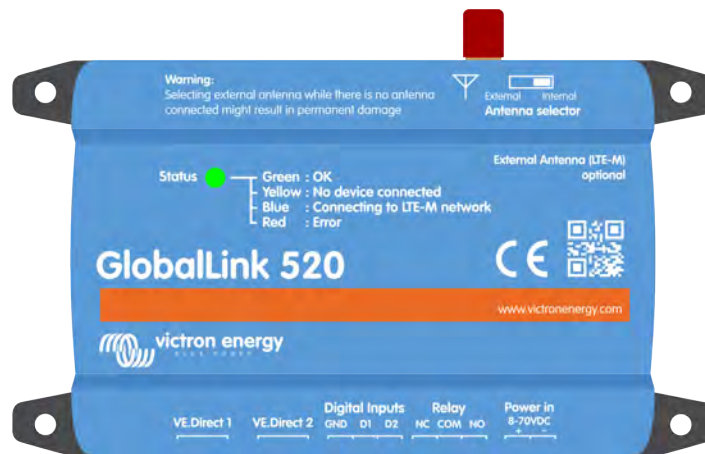 Warning:
Selecting external antenna while there is no antenna
connected might result in permanent damage
External Internal
Antenna selector
External Antenna (LTE-M)
optional
Status
Green : OK
Yellow : No device connected
Blue : Connecting to LTE-M network
Red : Error
GlobalLink 520
CE
www.victronenergy.com
victron energy
BLUE POWER
VE.Direct 1
VE.Direct 2
Digital Inputs
GND D1 D2
Relay
NC COM NO
Power in
8-70VDC
+ -